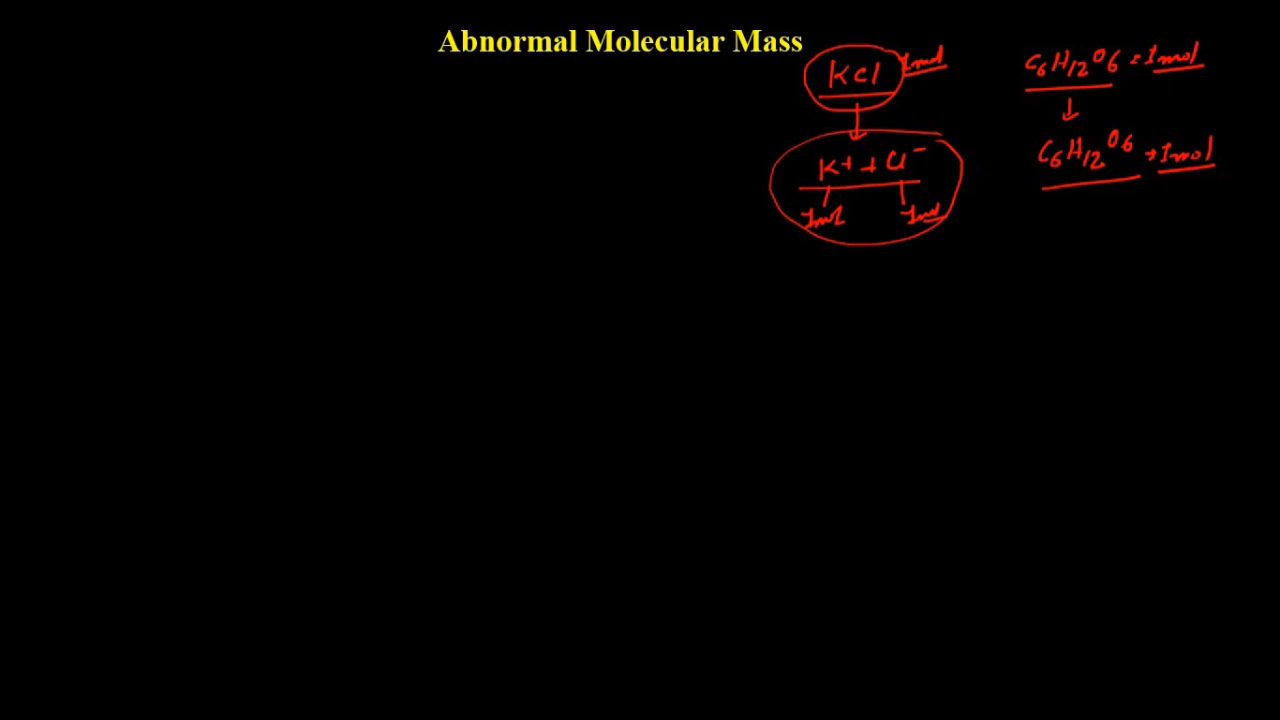 Abnormal Molecular Mass
KCl 1mol
↓
K+ + Cl⁻
1mol 1mol
C₆H₁₂O₆ = 1mol
↓
C₆H₁₂O₆ → 1mol